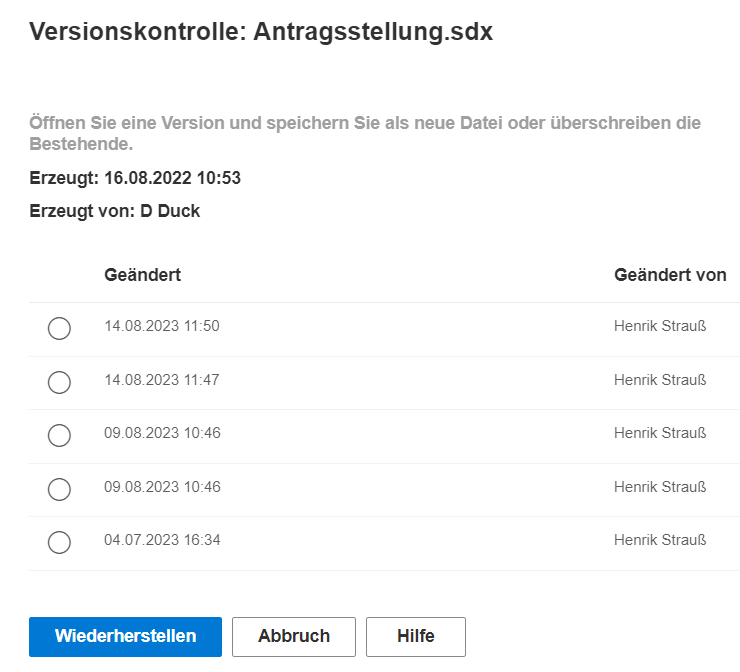 Versionskontrolle: Antragsstellung.sdx
Öffnen Sie eine Version und speichern Sie als neue Datei oder überschreiben die
Bestehende.
Erzeugt: 16.08.2022 10:53
Erzeugt von: D Duck
Geändert Geändert von
14.08.2023 11:50 Henrik Strauß
14.08.2023 11:47 Henrik Strauß
09.08.2023 10:46 Henrik Strauß
09.08.2023 10:46 Henrik Strauß
04.07.2023 16:34 Henrik Strauß
Wiederherstellen Abbruch Hilfe